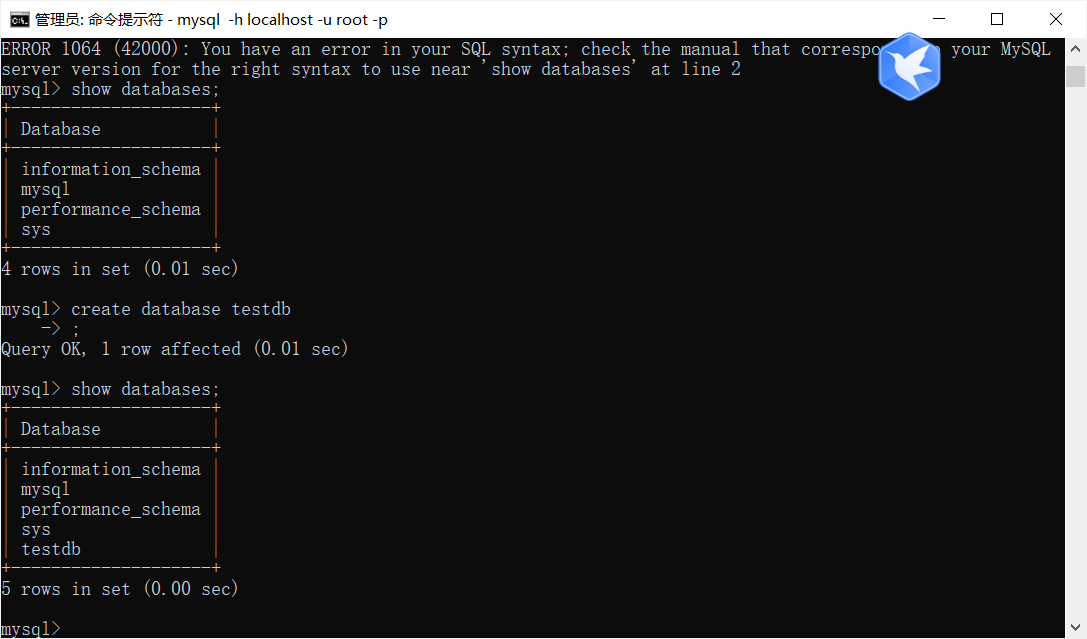 管理员: 命令提示符 - mysql  -h localhost -u root -p
ERROR 1064 (42000): You have an error in your SQL syntax; check the manual that your MySQL
server version for the right syntax to use near 'show databases' at line 2
mysql> show databases;
+--------------------+
| Database           |
+--------------------+
| information_schema |
| mysql              |
| performance_schema |
| sys                |
+--------------------+
4 rows in set (0.01 sec)
mysql> create database testdb
    -> ;
Query OK, 1 row affected (0.01 sec)
mysql> show databases;
+--------------------+
| Database           |
+--------------------+
| information_schema |
| mysql              |
| performance_schema |
| sys                |
| testdb             |
+--------------------+
5 rows in set (0.00 sec)
mysql>